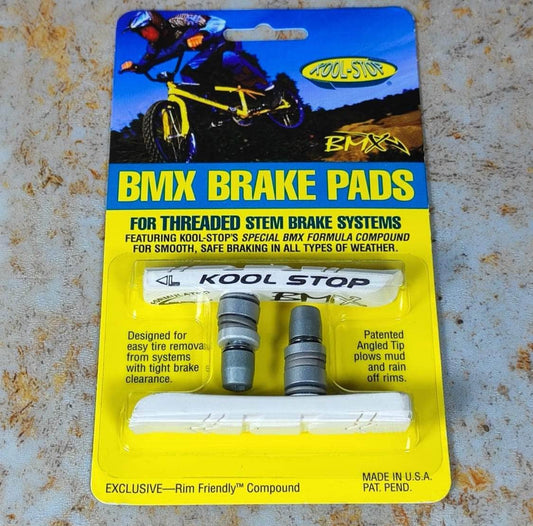 KOOL-STOP®
BMX
BMX BRAKE PADS
FOR THREADED STEM BRAKE SYSTEMS
FEATURING KOOL-STOP'S SPECIAL BMX FORMULA COMPOUND
FOR SMOOTH, SAFE BRAKING IN ALL TYPES OF WEATHER.
L KOOL STOP
BMX
Designed for
easy tire removal
from systems
with tight brake
clearance.
Patented
Angled Tip
plows mud
and rain
off rims.
EXCLUSIVE—Rim Friendly™ Compound
MADE IN U.S.A.
PAT. PEND.